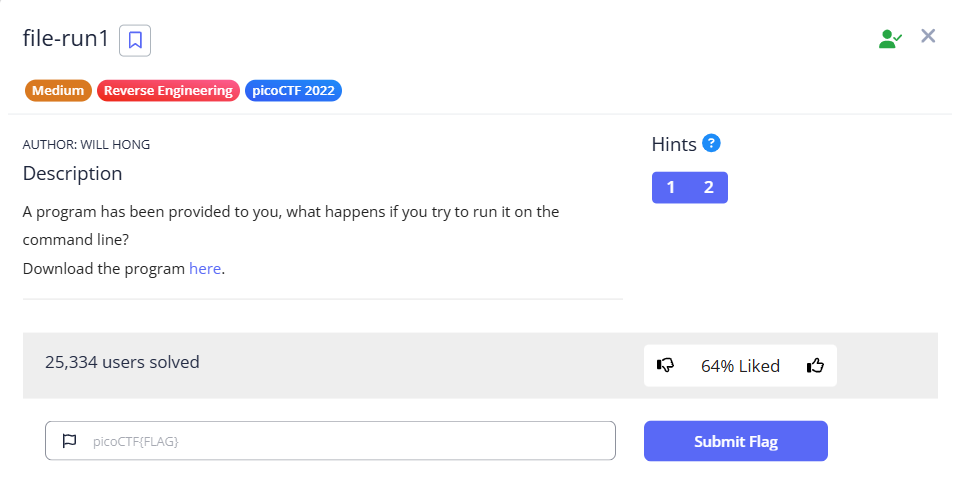 file-run1
Medium Reverse Engineering picoCTF 2022
AUTHOR: WILL HONG
Description
A program has been provided to you, what happens if you try to run it on the
command line?
Download the program here.
Hints ?
1 2
25,334 users solved
64% Liked
picoCTF{FLAG}
Submit Flag